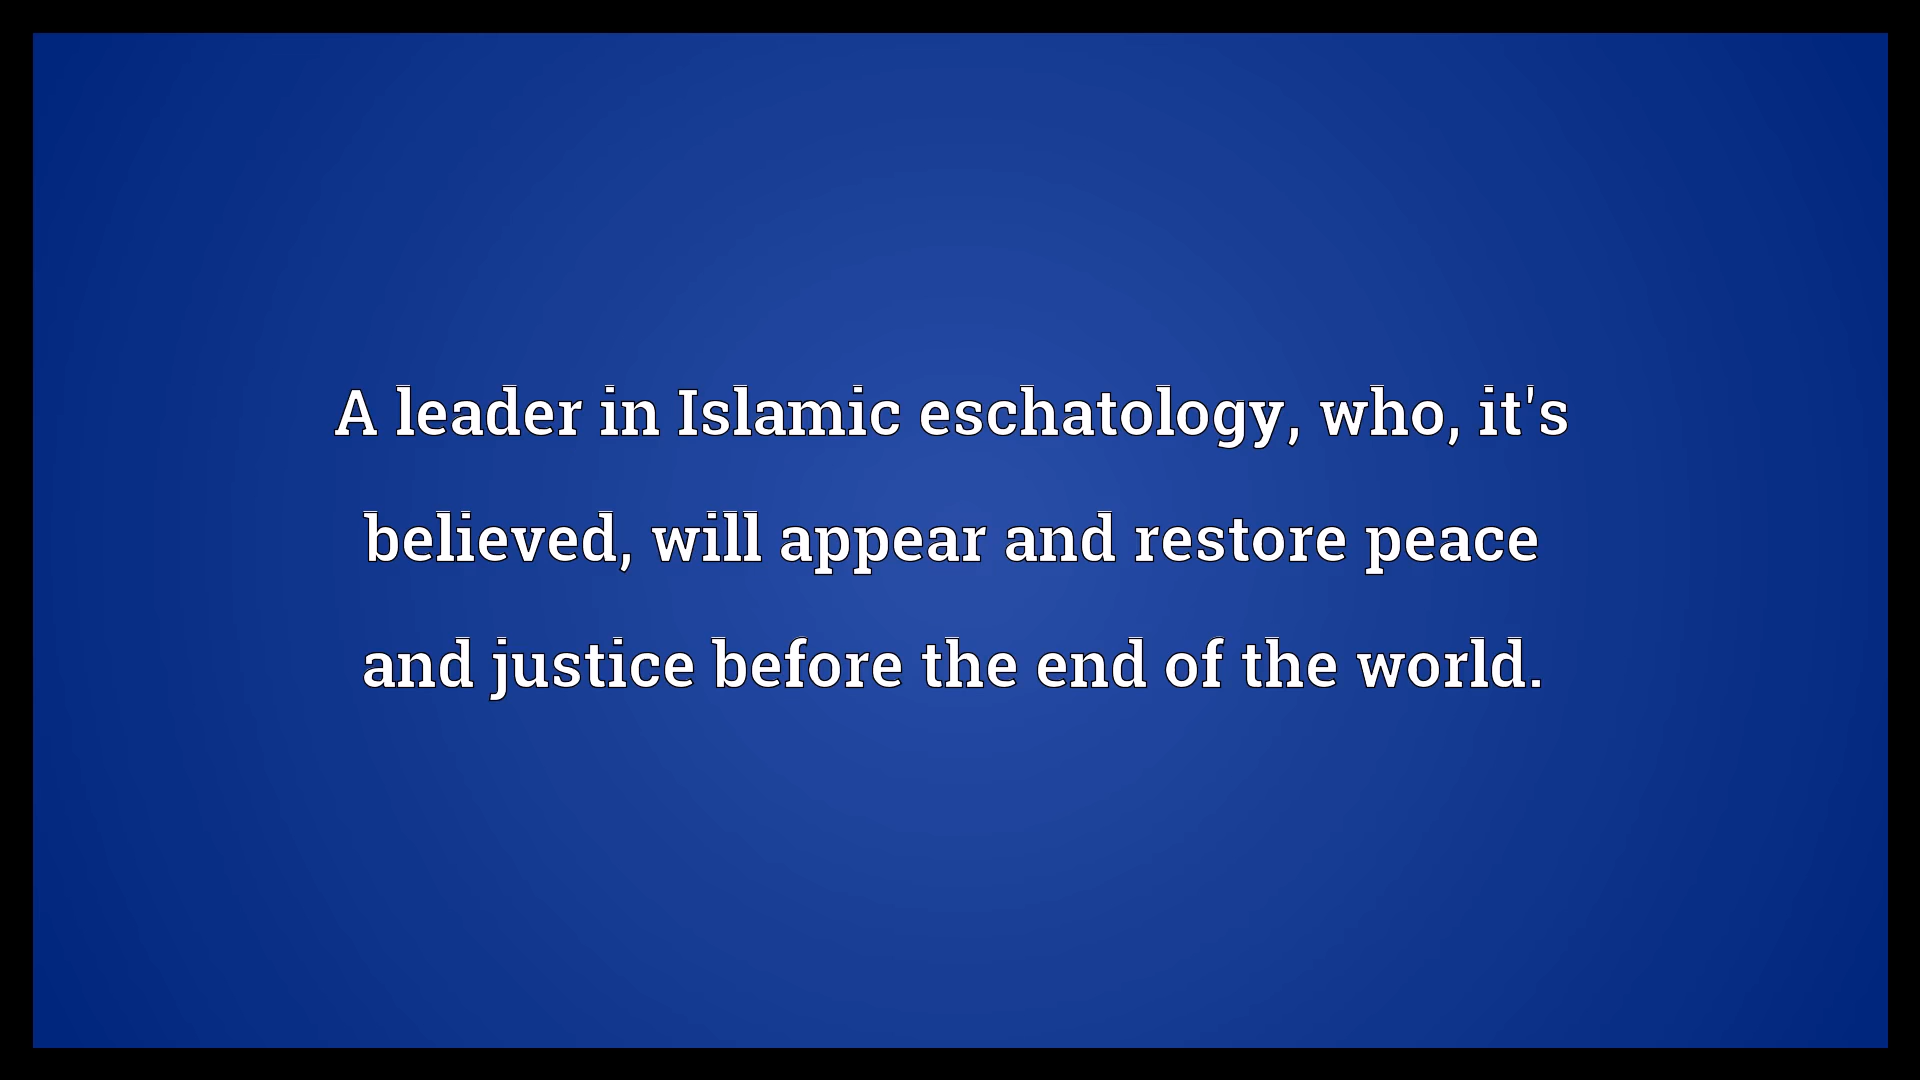 A leader in Islamic eschatology, who, it's
believed, will appear and restore peace
and justice before the end of the world.